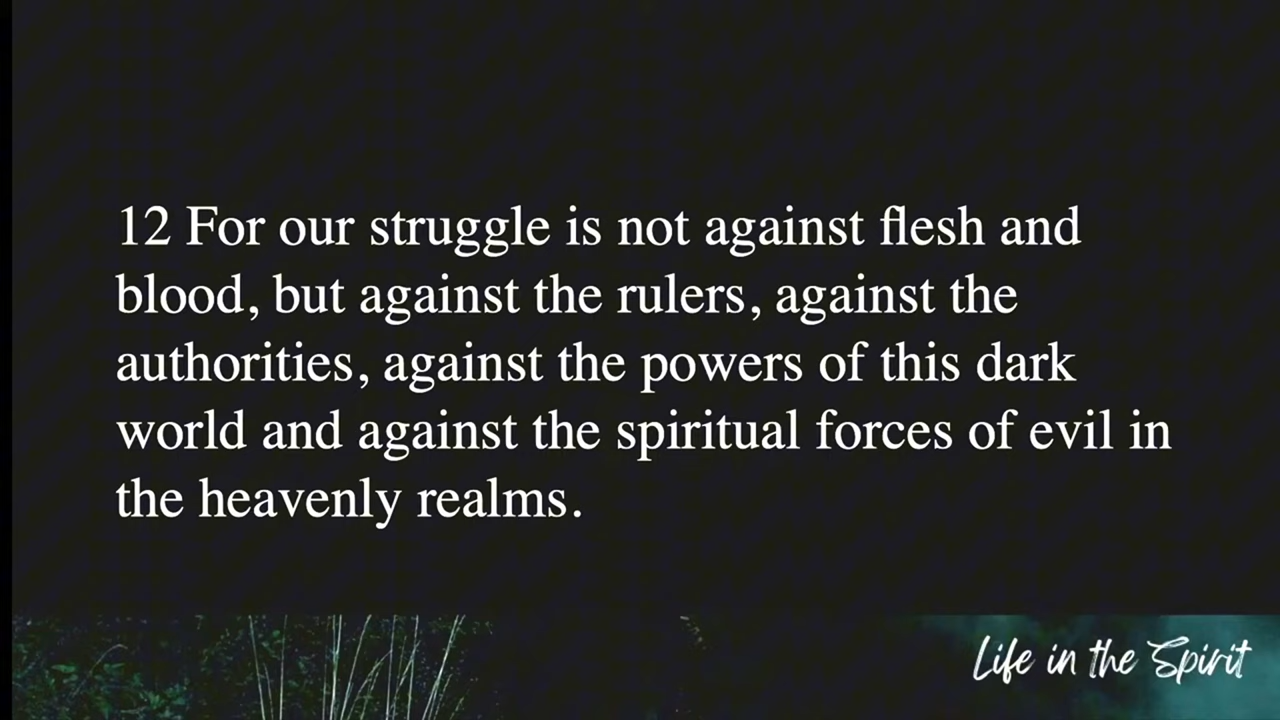 12 For our struggle is not against flesh and
blood, but against the rulers, against the
authorities, against the powers of this dark
world and against the spiritual forces of evil in
the heavenly realms.
Life in the Spirit